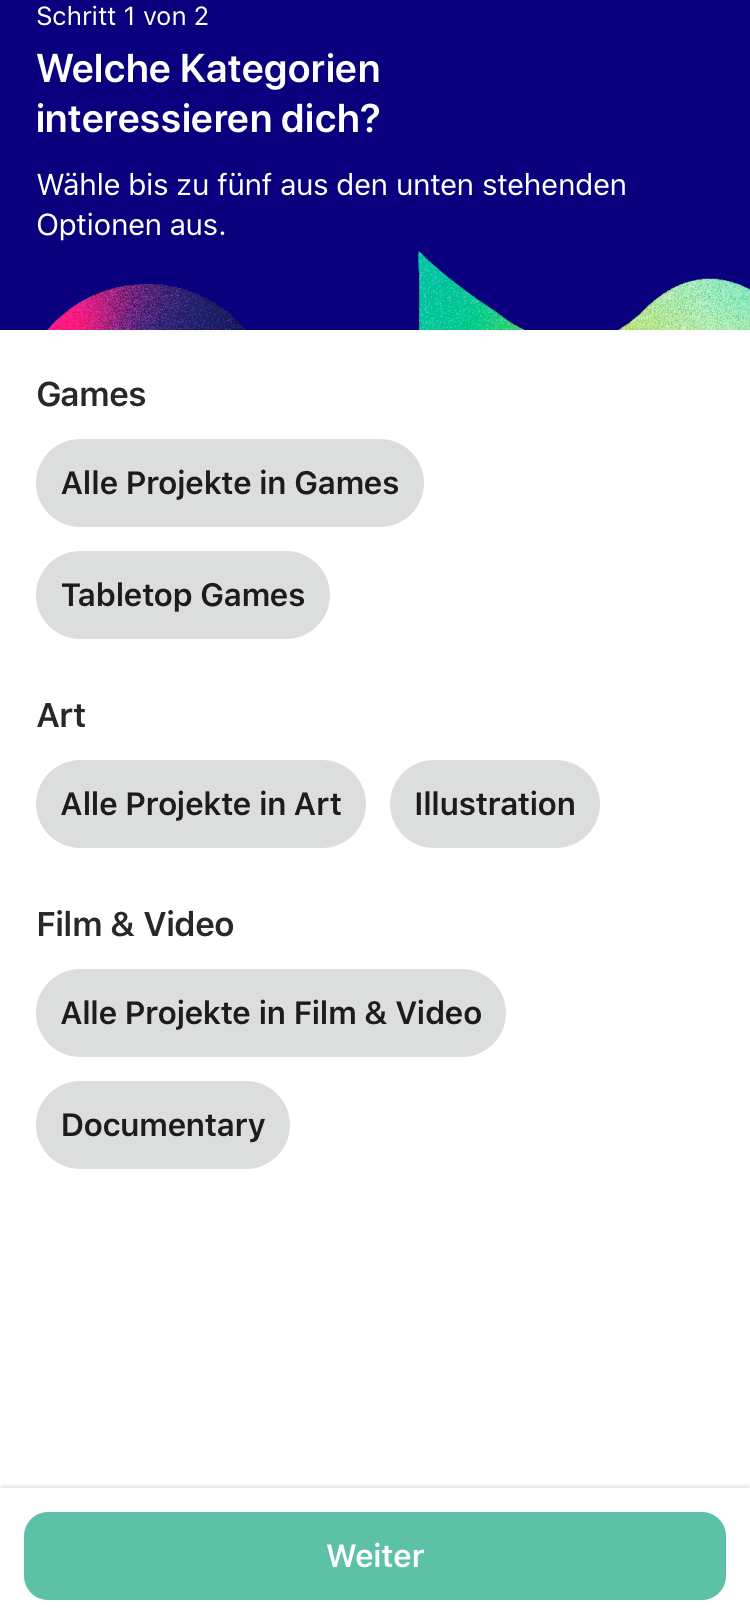 Schritt 1 von 2
Welche Kategorien
interessieren dich?
Wähle bis zu fünf aus den unten stehenden
Optionen aus.
Games
Alle Projekte in Games
Tabletop Games
Art
Alle Projekte in Art
Illustration
Film & Video
Alle Projekte in Film & Video
Documentary
Weiter